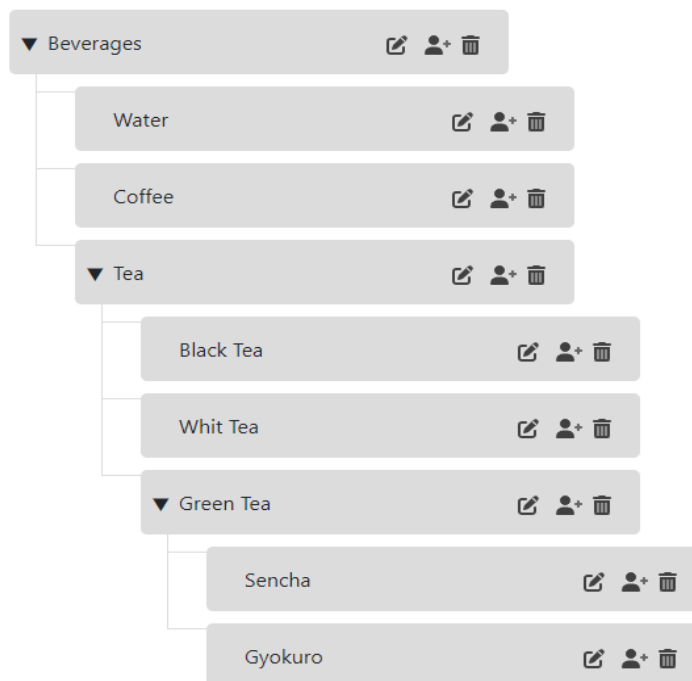 Beverages
Water
Coffee
Tea
Black Tea
Whit Tea
Green Tea
Sencha
Gyokuro